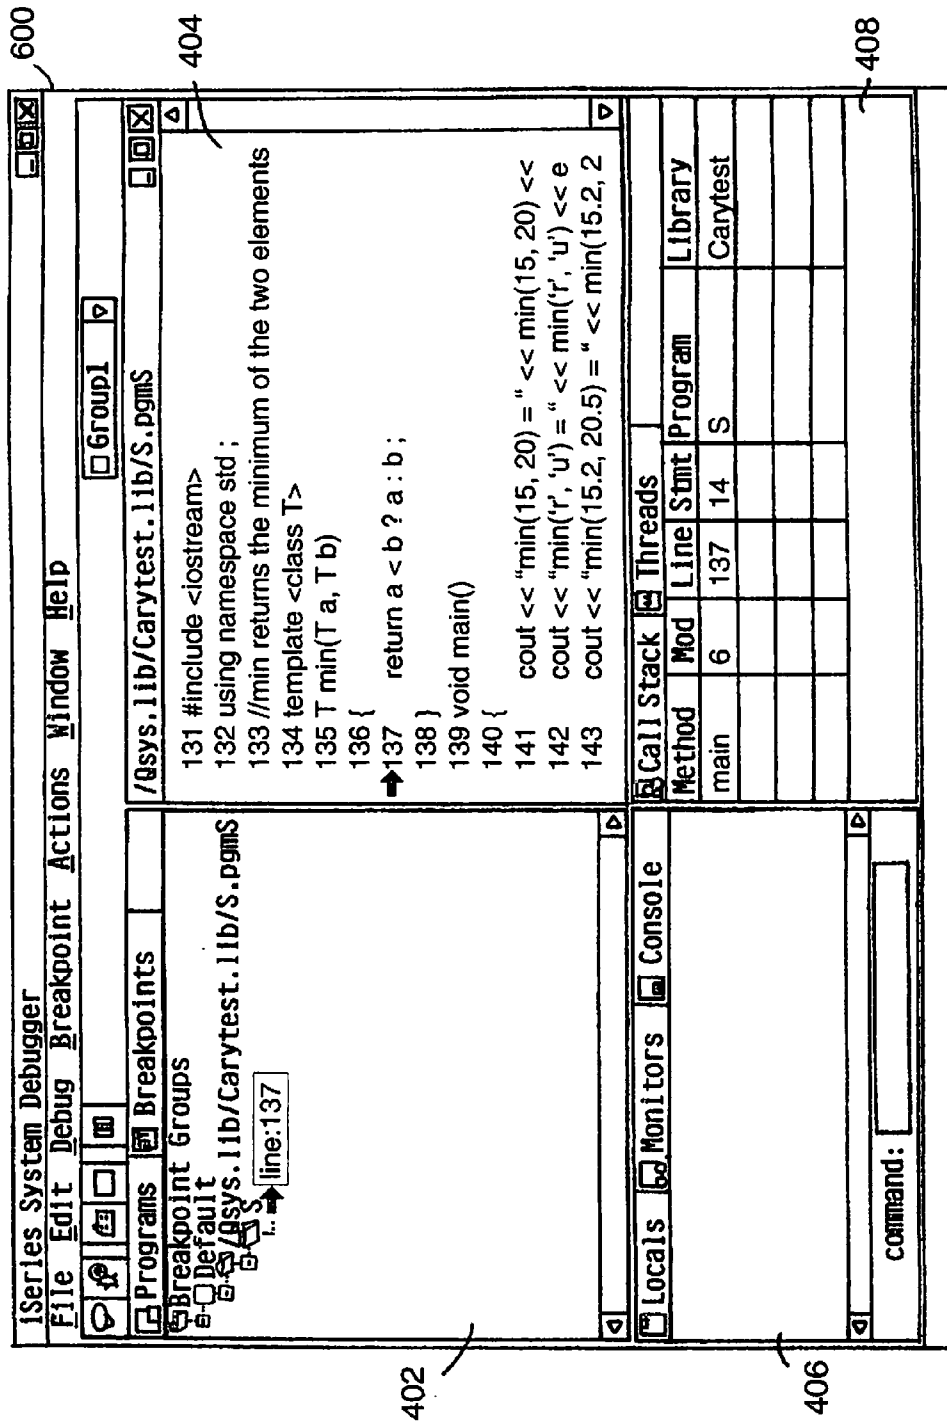 600
iSeries System Debugger
File Edit Debug Breakpoint Actions Window Help
Group1
Programs Breakpoints
Breakpoint Groups
Default
/Qsys.lib/Carytest.lib/S.pgmS
S
line:137
402
/Qsys.lib/Carytest.lib/S.pgmS
404
131 #include <iostream>
132 using namespace std ;
133 //min returns the minimum of the two elements
134 template <class T>
135 T min(T a, T b)
136 {
137 return a < b ? a : b ;
138 }
139 void main()
140 {
141 cout << "min(15, 20) = " << min(15, 20) <<
142 cout << "min('r', 'u') = " << min('r', 'u') << e
143 cout << "min(15.2, 20.5) = " << min(15.2, 2
Locals Monitors Console
406
command:
Call Stack Threads
Method Mod Line Stmt Program Library
main 6 137 14 S Carytest
408